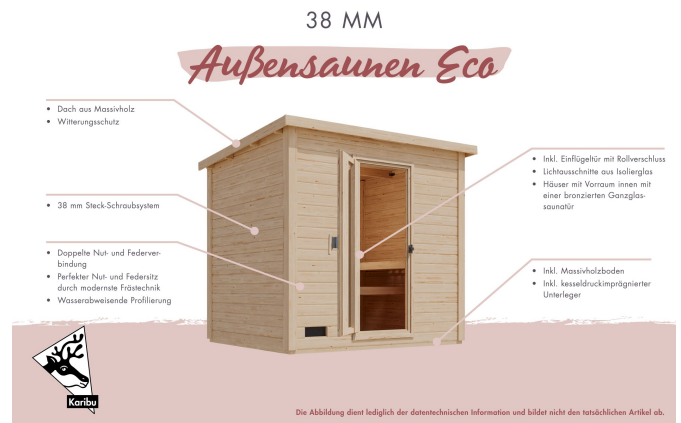 38 MM
Außensaunen Eco
Dach aus Massivholz
Witterungsschutz
38 mm Steck-Schraubsystem
Doppelte Nut- und Federver-
bindung
Perfekter Nut- und Federsitz
durch modernste Frästechnik
Wasserabweisende Profilierung
Inkl. Einflügeltür mit Rollverschluss
Lichtausschnitte aus Isolierglas
Häuser mit Vorraum innen mit
einer bronzierten Ganzglas-
saunatür
Inkl. Massivholzboden
Inkl. kesseldruckimprägnierter
Unterleger
Karibu
Die Abbildung dient lediglich der datentechnischen Information und bildet nicht den tatsächlichen Artikel ab.